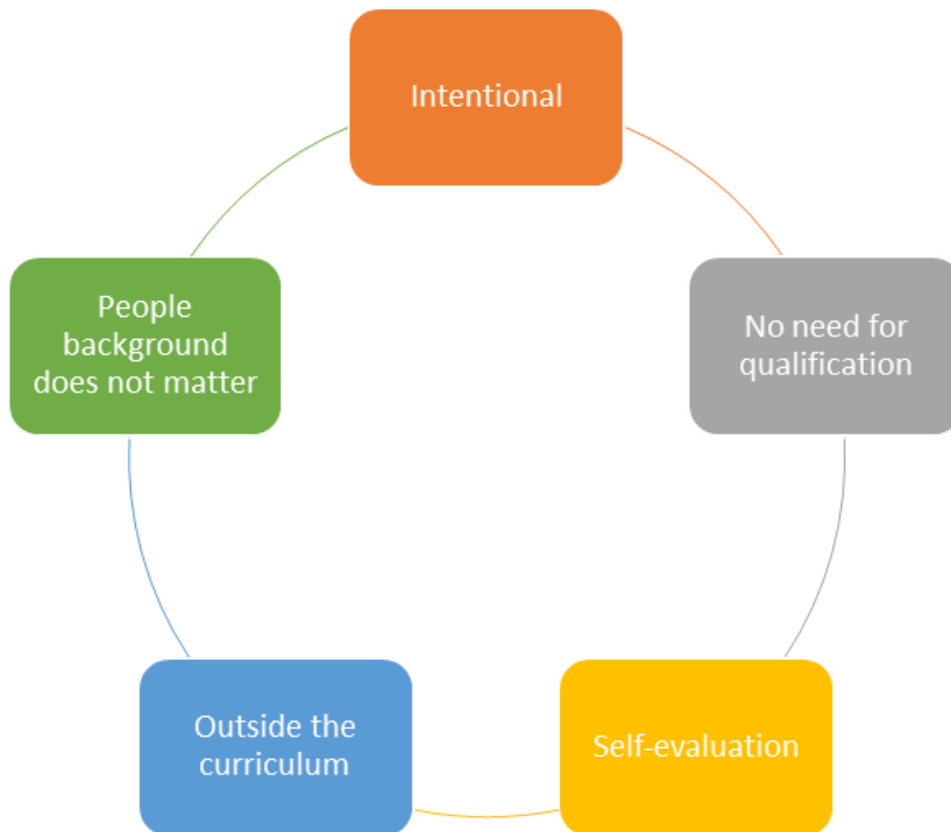 Intentional
No need for
qualification
Self-evaluation
Outside the
curriculum
People
background
does not matter